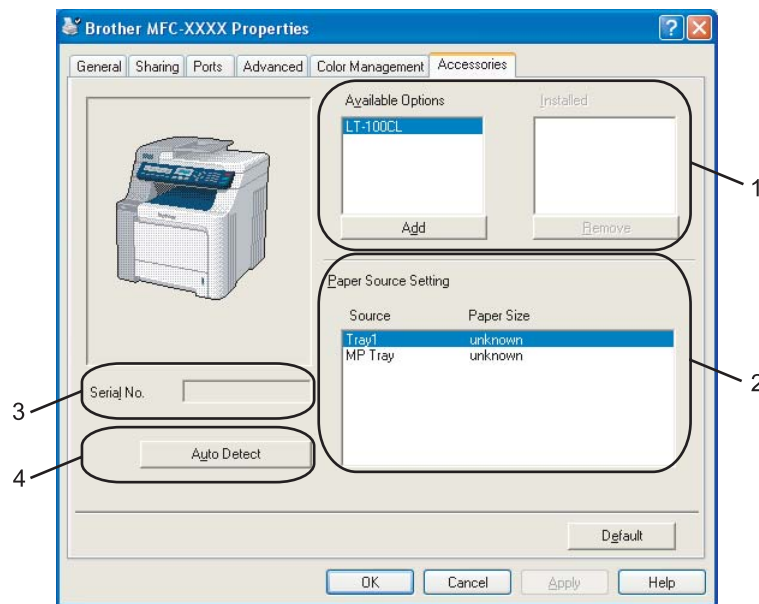 Brother MFC-XXXX Properties
General Sharing Ports Advanced Color Management Accessories
Available Options Installed
LT-100CL
Add Remove
1
Paper Source Setting
Source Paper Size
Tray1 unknown
MP Tray unknown
2
Serial No.
3
Auto Detect
4
Default
OK Cancel Apply Help